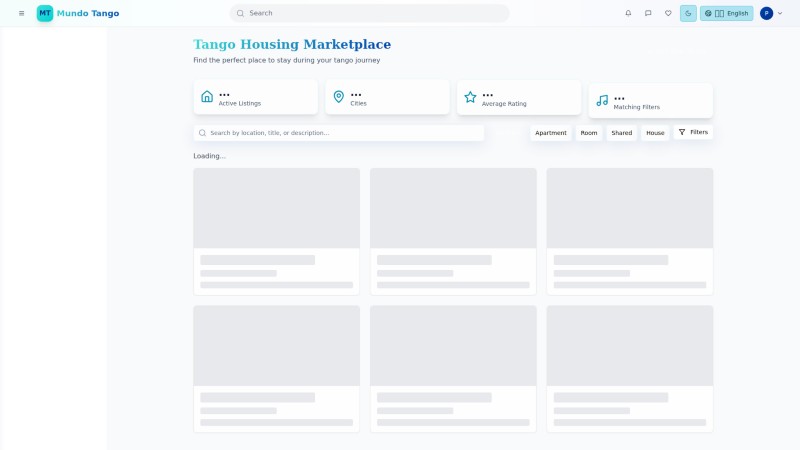 MT Mundo Tango
Search
English
P
Tango Housing Marketplace
Find the perfect place to stay during your tango journey
...
Active Listings
...
Cities
...
Average Rating
...
Matching Filters
Search by location, title, or description...
Apartment
Room
Shared
House
Filters
Loading...